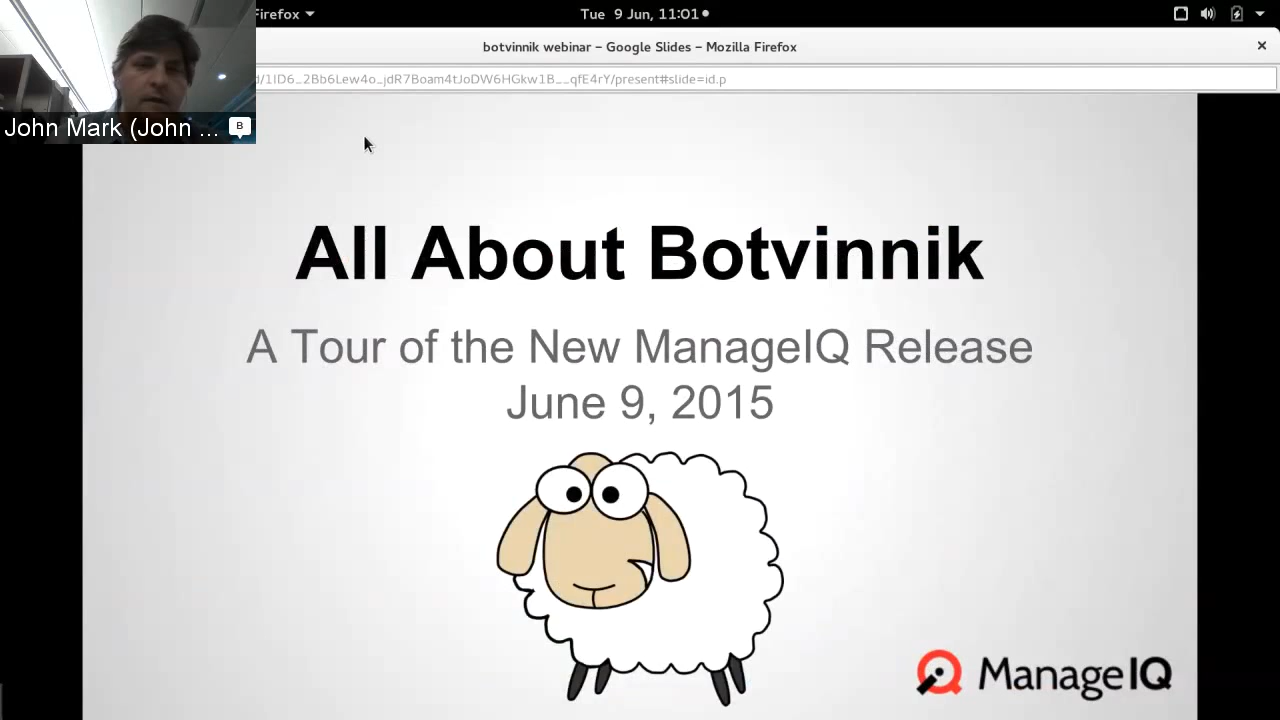 Firefox
Tue 9 Jun, 11:01
botvinnik webinar – Google Slides – Mozilla Firefox
d/1ID6_2Bb6Lew4o_jdR7Boam4tJoDW6HGkw1B__qfE4rY/present#slide=id.p
John Mark (John ...
B
All About Botvinnik
A Tour of the New ManageIQ Release
June 9, 2015
ManageIQ